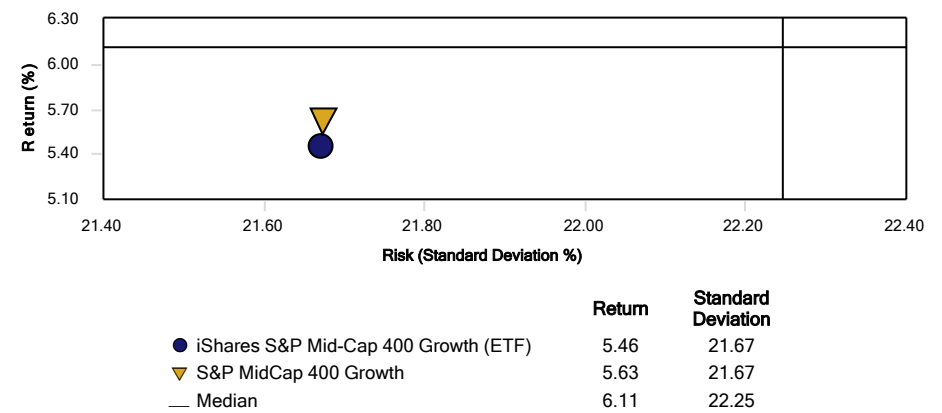 6.30
6.00
5.70
5.40
5.10
Return (%)
21.40 21.60 21.80 22.00 22.20 22.40
Risk (Standard Deviation %)
Return Standard Deviation
iShares S&P Mid-Cap 400 Growth (ETF) 5.46 21.67
S&P MidCap 400 Growth 5.63 21.67
Median 6.11 22.25